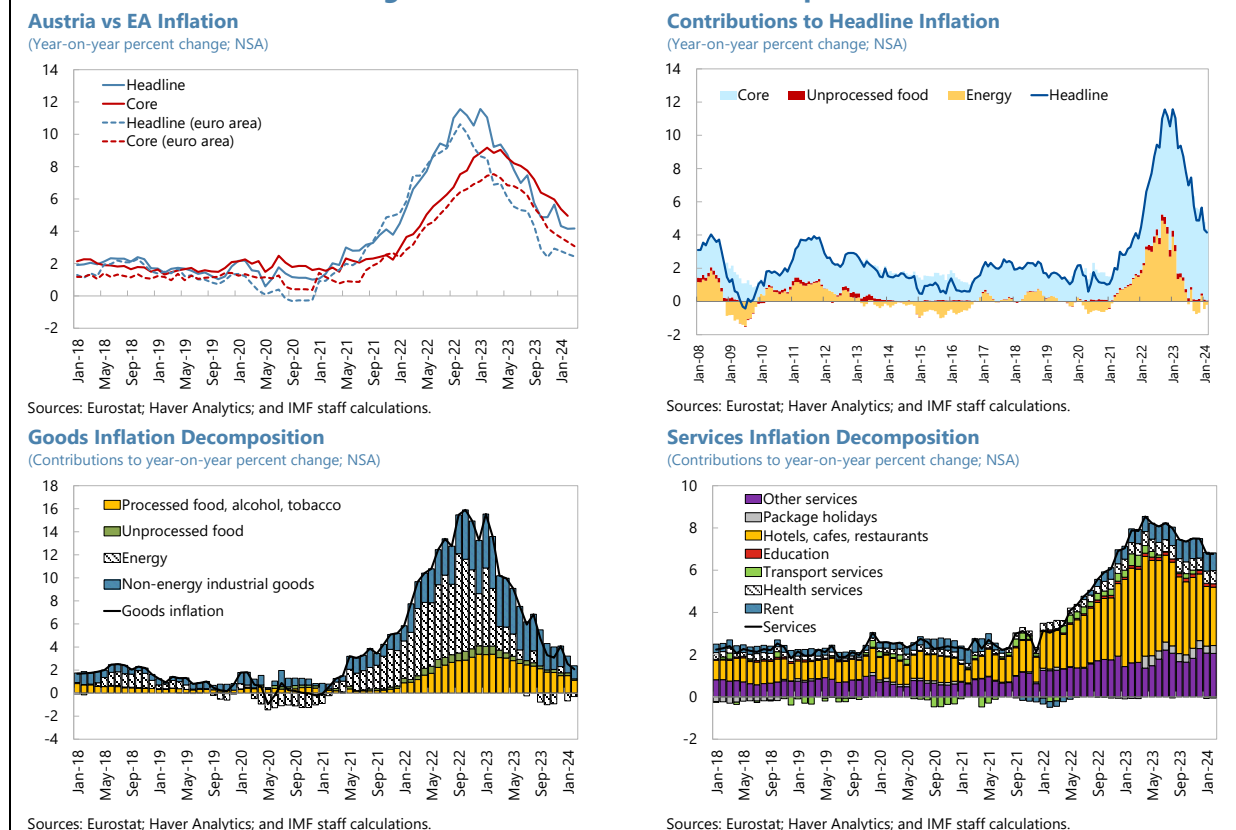 Austria vs EA Inflation
(Year-on-year percent change; NSA)
14
12
10
8
6
4
2
0
-2
Headline
Core
Headline (euro area)
Core (euro area)
Jan-18
May-18
Sep-18
Jan-19
May-19
Sep-19
Jan-20
May-20
Sep-20
Jan-21
May-21
Sep-21
Jan-22
May-22
Sep-22
Jan-23
May-23
Sep-23
Jan-24
Sources: Eurostat; Haver Analytics; and IMF staff calculations.
Contributions to Headline Inflation
(Year-on-year percent change; NSA)
14
12
10
8
6
4
2
0
-2
Core
Unprocessed food
Energy
Headline
Jan-08
Jan-09
Jan-10
Jan-11
Jan-12
Jan-13
Jan-14
Jan-15
Jan-16
Jan-17
Jan-18
Jan-19
Jan-20
Jan-21
Jan-22
Jan-23
Jan-24
Sources: Eurostat; Haver Analytics; and IMF staff calculations.
Goods Inflation Decomposition
(Contributions to year-on-year percent change; NSA)
18
16
14
12
10
8
6
4
2
0
-2
-4
Processed food, alcohol, tobacco
Unprocessed food
Energy
Non-energy industrial goods
Goods inflation
Jan-18
May-18
Sep-18
Jan-19
May-19
Sep-19
Jan-20
May-20
Sep-20
Jan-21
May-21
Sep-21
Jan-22
May-22
Sep-22
Jan-23
May-23
Sep-23
Jan-24
Sources: Eurostat; Haver Analytics; and IMF staff calculations.
Services Inflation Decomposition
(Contributions to year-on-year percent change; NSA)
10
8
6
4
2
0
-2
Other services
Package holidays
Hotels, cafes, restaurants
Education
Transport services
Health services
Rent
Services
Jan-18
May-18
Sep-18
Jan-19
May-19
Sep-19
Jan-20
May-20
Sep-20
Jan-21
May-21
Sep-21
Jan-22
May-22
Sep-22
Jan-23
May-23
Sep-23
Jan-24
Sources: Eurostat; Haver Analytics; and IMF staff calculations.